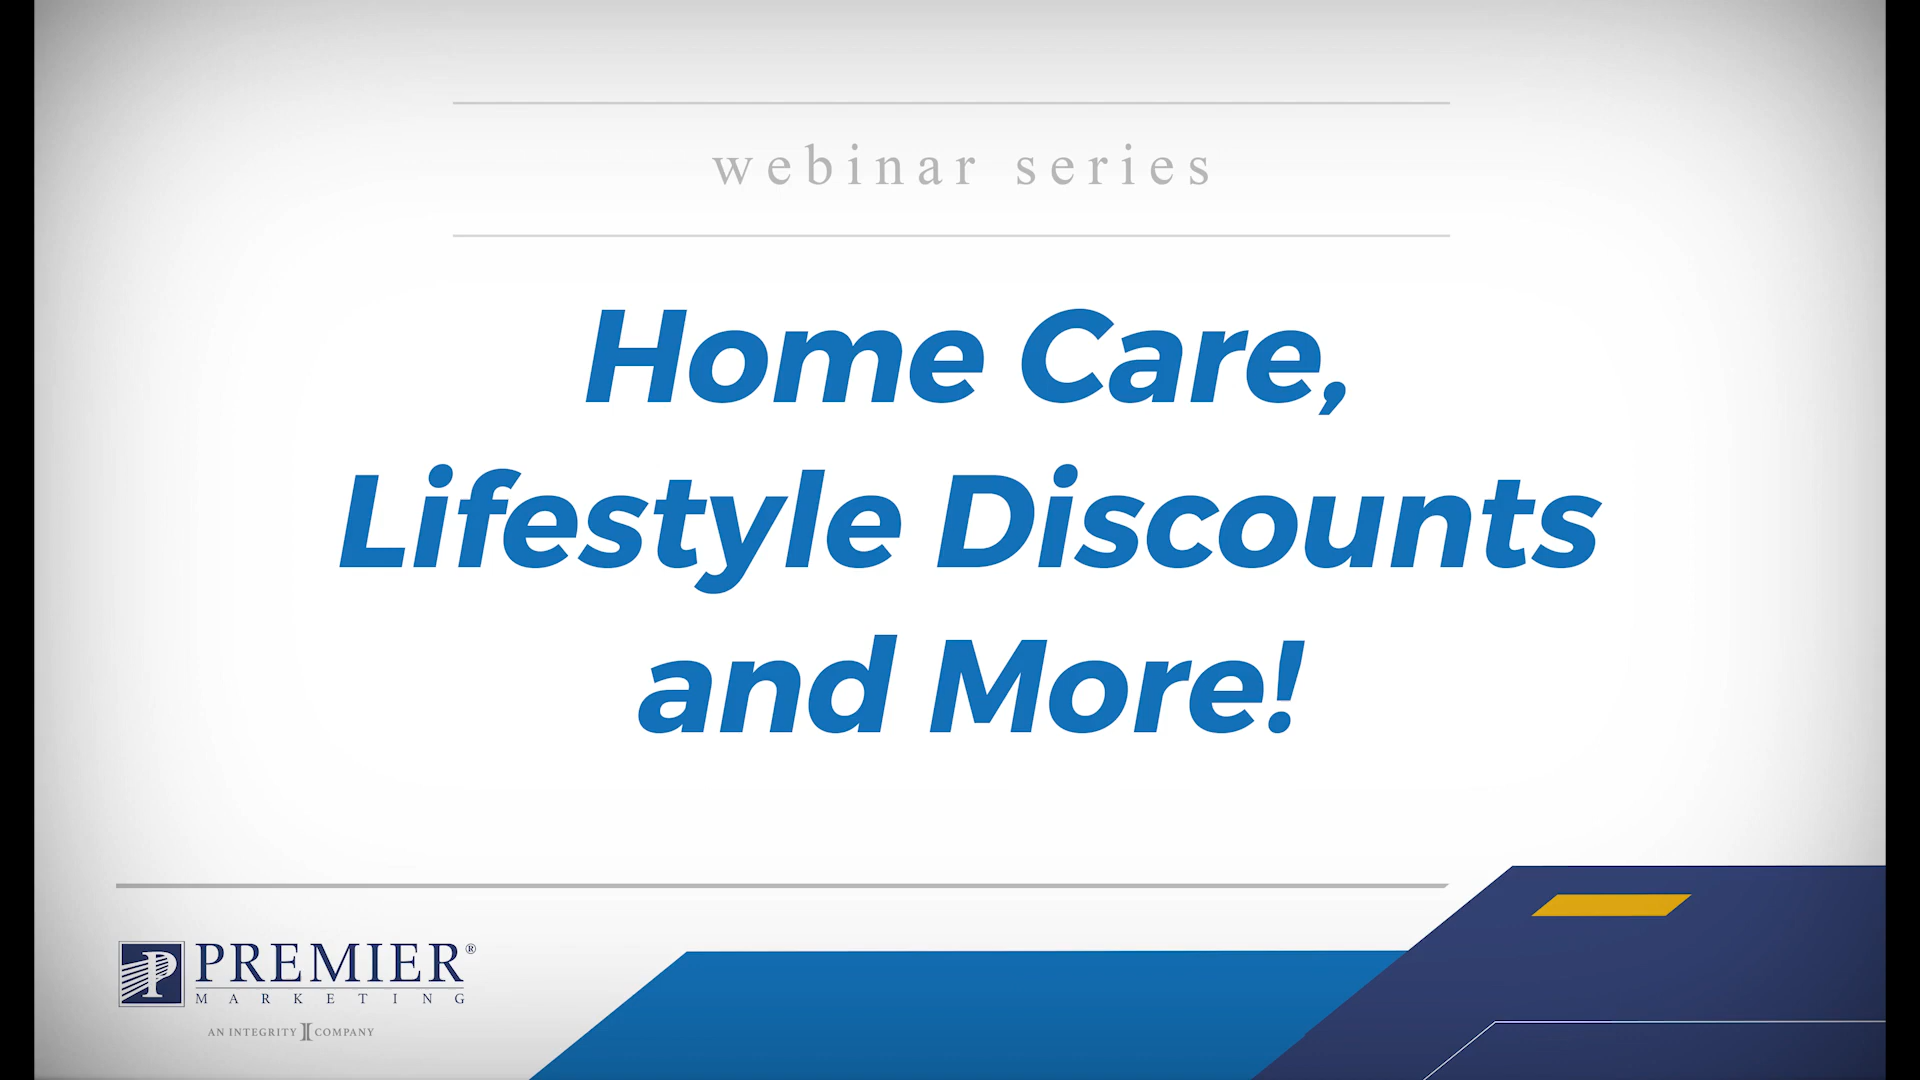 webinar series
Home Care,
Lifestyle Discounts
and More!
PREMIER®
MARKETING
AN INTEGRITY COMPANY